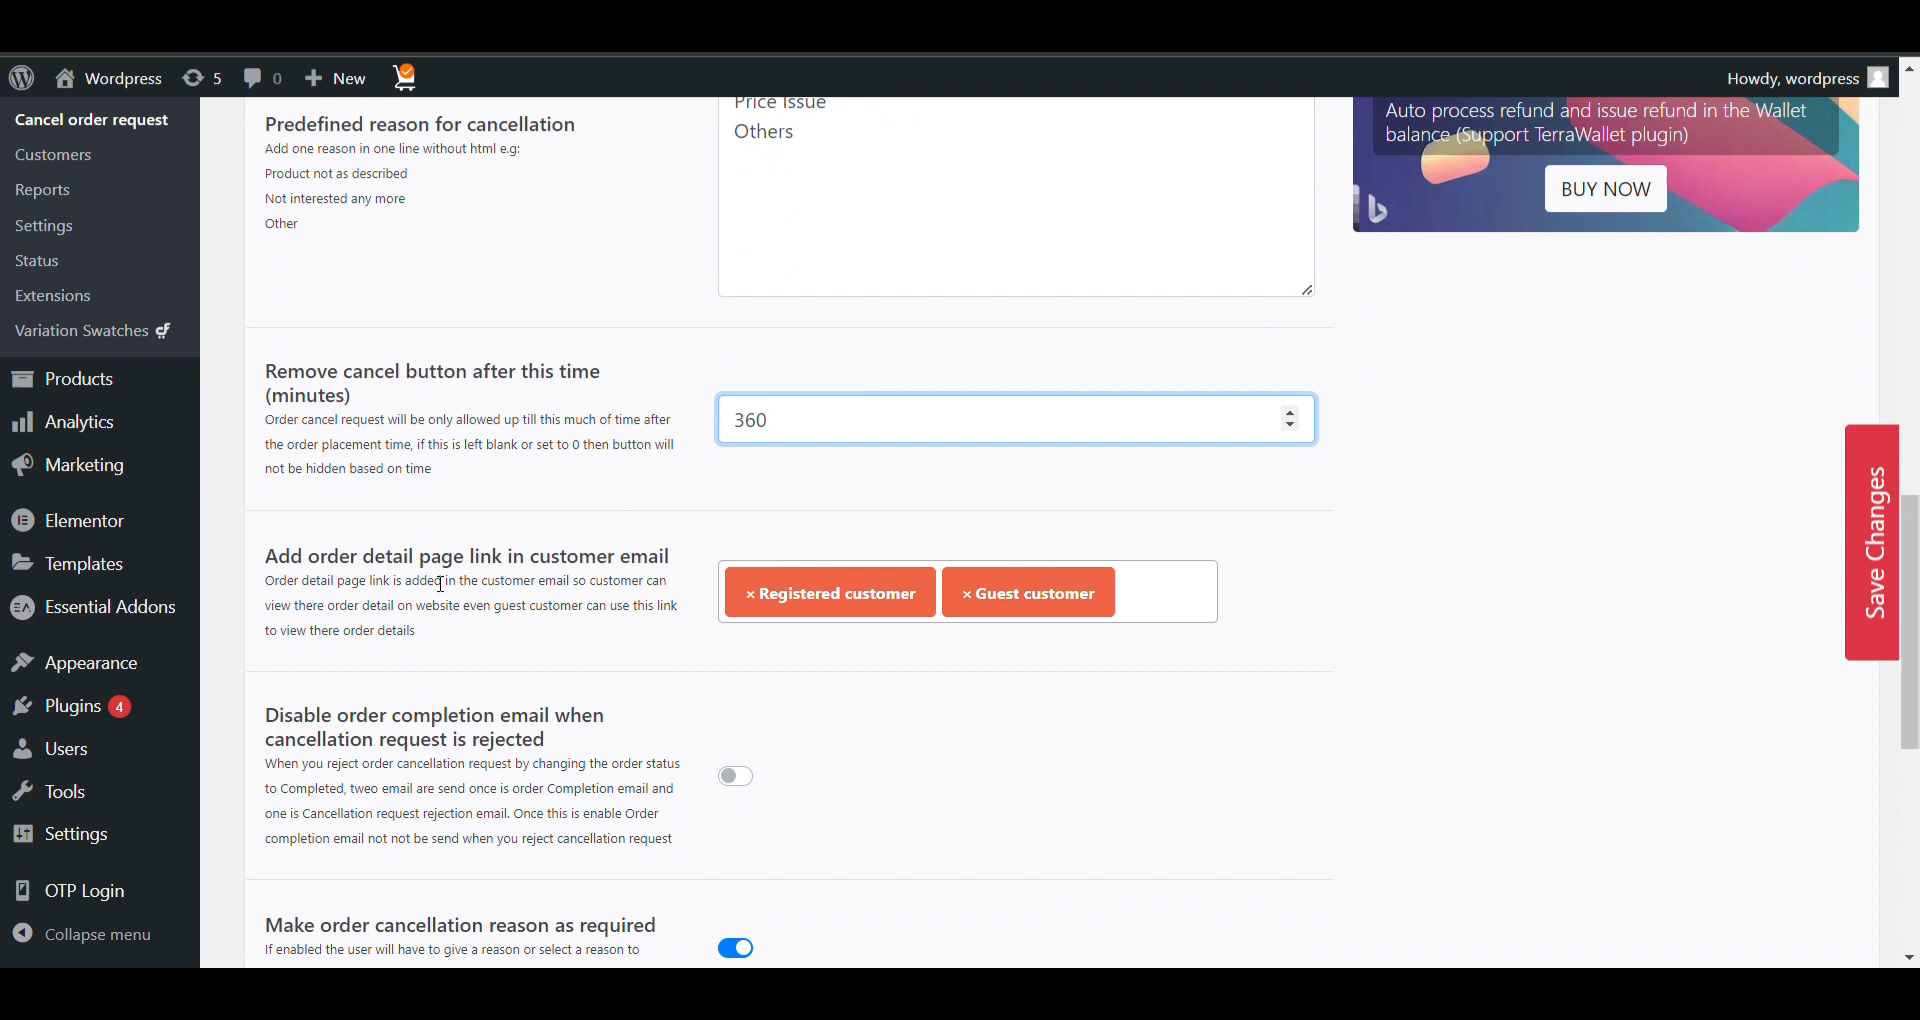 Wordpress
5
0
New
Howdy, wordpress
Cancel order request
Customers
Reports
Settings
Status
Extensions
Variation Swatches
Products
Analytics
Marketing
Elementor
Templates
Essential Addons
Appearance
Plugins 4
Users
Tools
Settings
OTP Login
Collapse menu
Predefined reason for cancellation
Add one reason in one line without html e.g:
Product not as described
Not interested any more
Other
Price Issue
Others
Remove cancel button after this time
(minutes)
Order cancel request will be only allowed up till this much of time after
the order placement time, if this is left blank or set to 0 then button will
not be hidden based on time
360
Add order detail page link in customer email
Order detail page link is added in the customer email so customer can
view there order detail on website even guest customer can use this link
to view there order details
× Registered customer
× Guest customer
Disable order completion email when
cancellation request is rejected
When you reject order cancellation request by changing the order status
to Completed, tweo email are send once is order Completion email and
one is Cancellation request rejection email. Once this is enable Order
completion email not not be send when you reject cancellation request
Make order cancellation reason as required
If enabled the user will have to give a reason or select a reason to
Auto process refund and issue refund in the Wallet
balance (Support TerraWallet plugin)
BUY NOW
Save Changes